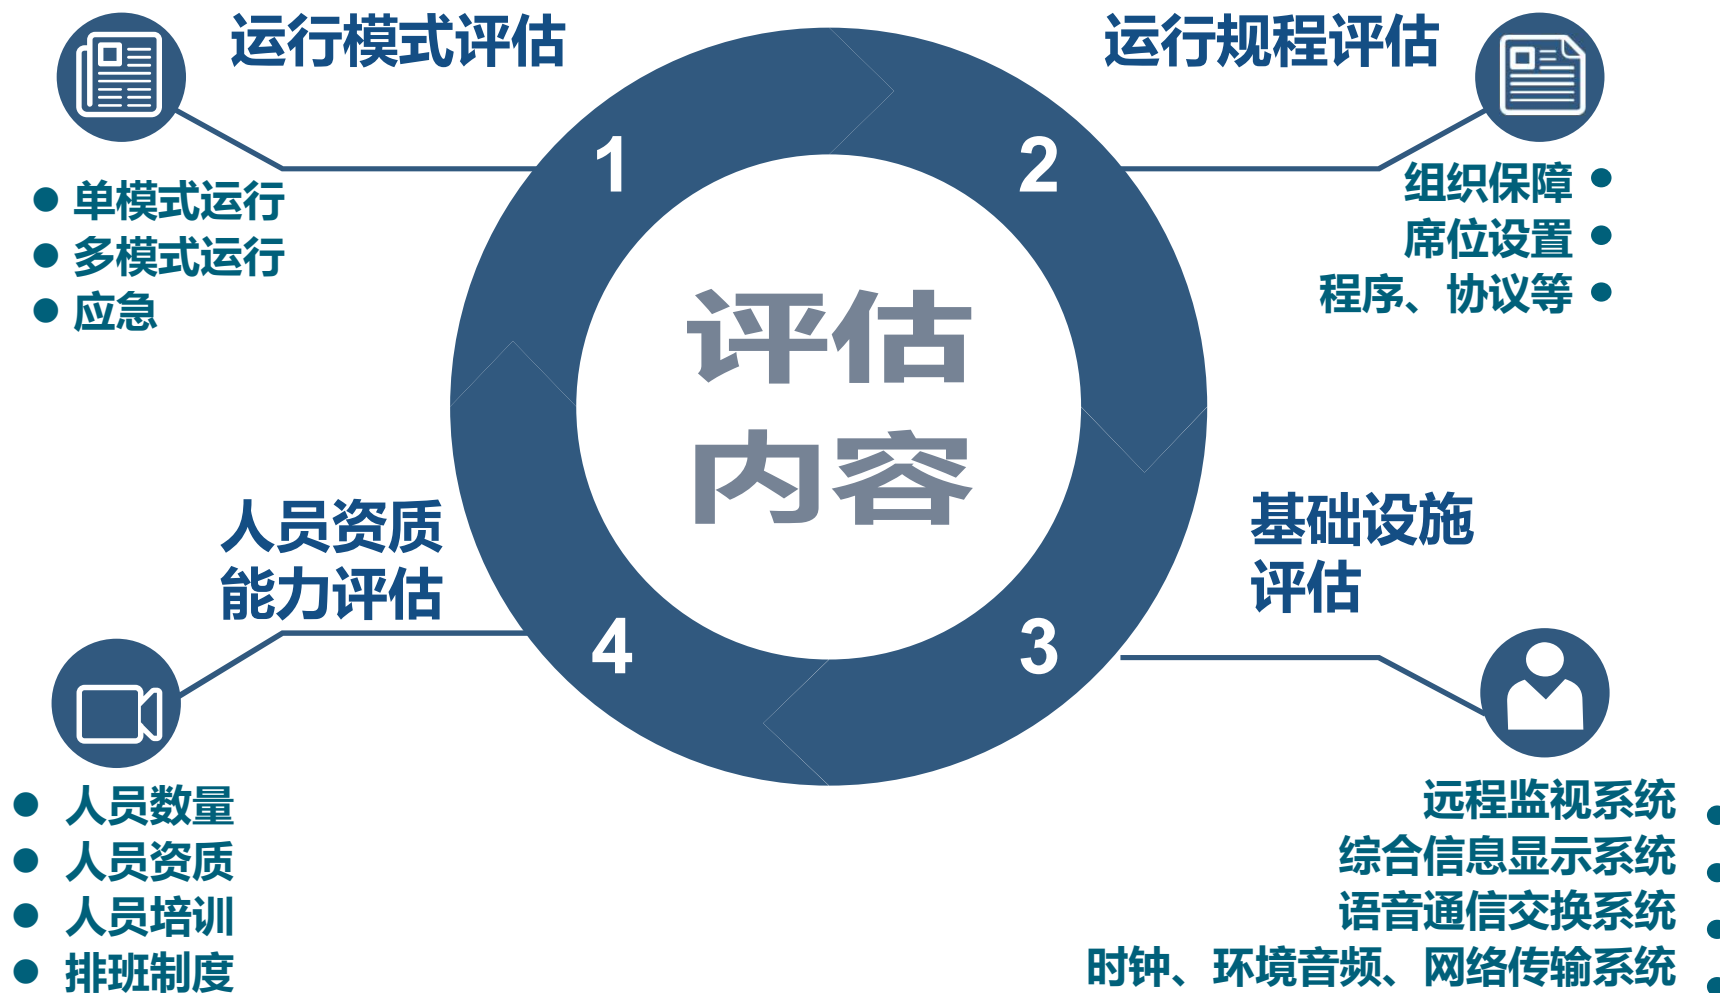 运行模式评估
1
● 单模式运行
● 多模式运行
● 应急
运行规程评估
2
组织保障 ●
席位设置 ●
程序、协议等 ●
评估
内容
基础设施
评估
3
远程监视系统 ●
综合信息显示系统 ●
语音通信交换系统 ●
时钟、环境音频、网络传输系统 ●
人员资质
能力评估
4
● 人员数量
● 人员资质
● 人员培训
● 排班制度